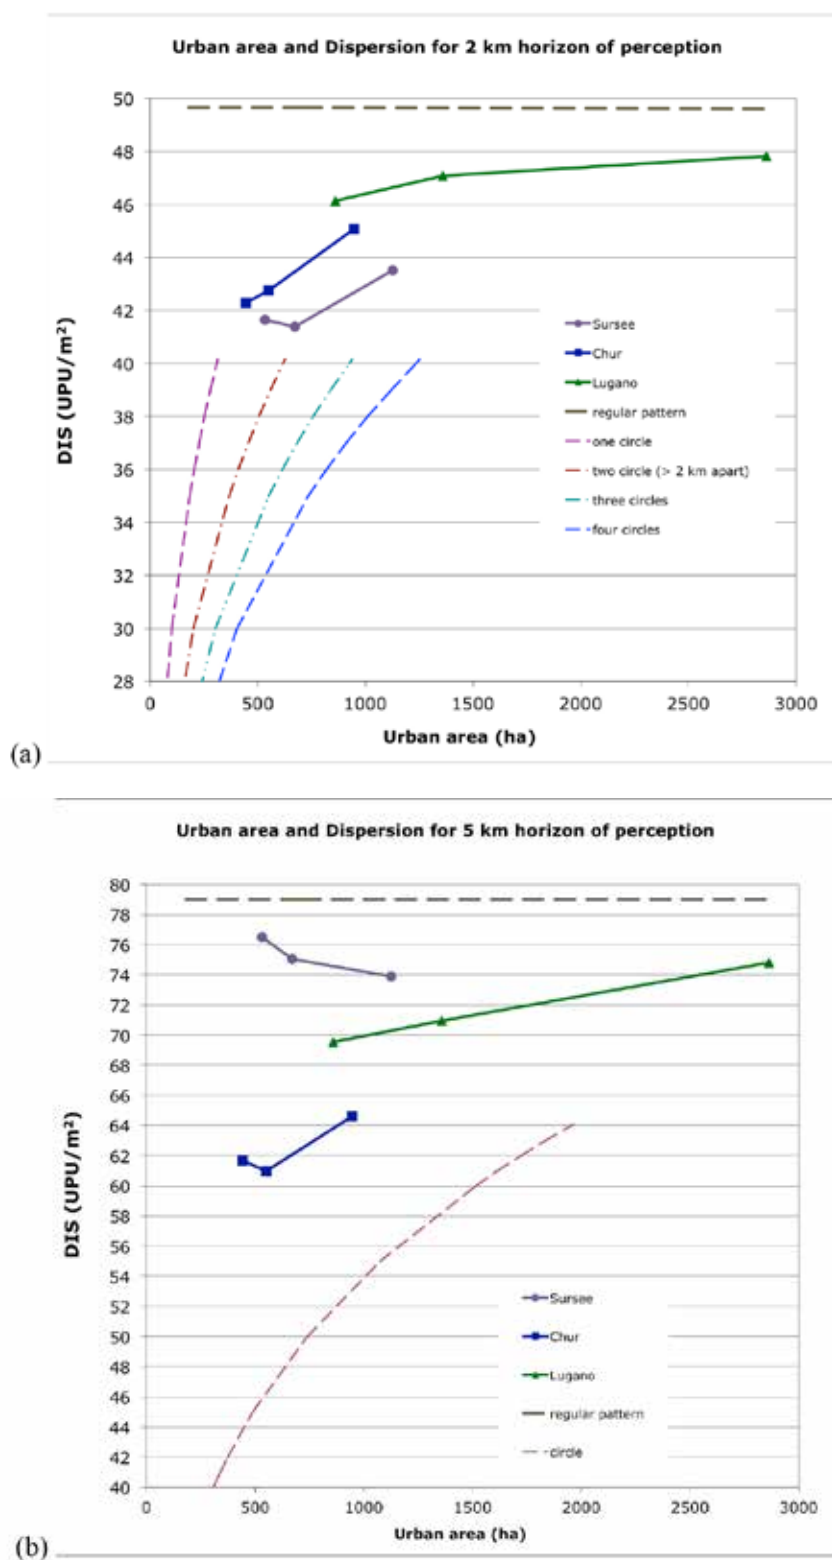 Urban area and Dispersion for 2 km horizon of perception
50
48
46
44
42
40
38
36
34
32
30
28
DIS (UPU/m²)
Sursee
Chur
Lugano
regular pattern
one circle
two circle (> 2 km apart)
three circles
four circles
0 500 1000 1500 2000 2500 3000
Urban area (ha)
(a)
Urban area and Dispersion for 5 km horizon of perception
80
78
76
74
72
70
68
66
64
62
60
58
56
54
52
50
48
46
44
42
40
DIS (UPU/m²)
Sursee
Chur
Lugano
regular pattern
circle
0 500 1000 1500 2000 2500 3000
Urban area (ha)
(b)